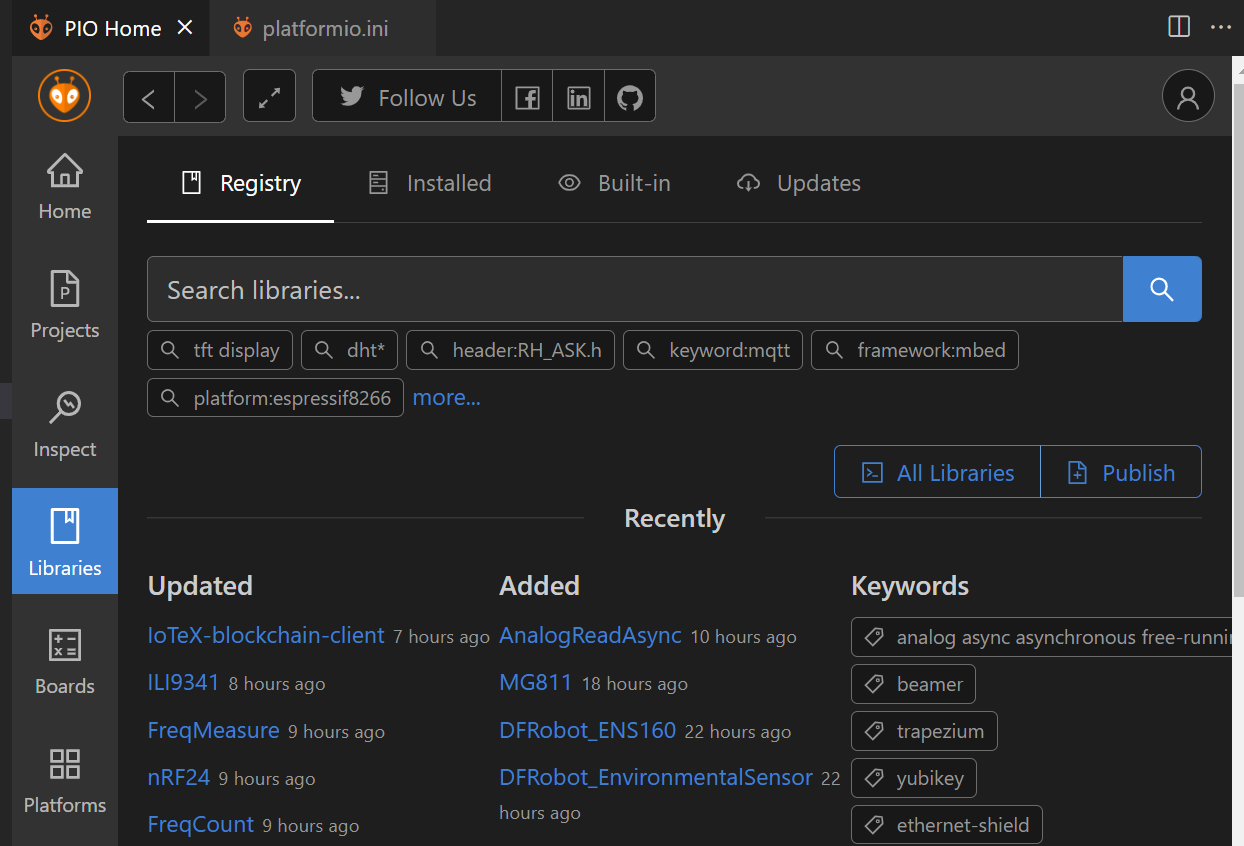 PIO Home
platformio.ini
Follow Us
Home
Projects
Inspect
Libraries
Boards
Platforms
Registry
Installed
Built-in
Updates
Search libraries...
tft display
dht*
header:RH_ASK.h
keyword:mqtt
framework:mbed
platform:espressif8266
more...
All Libraries
Publish
Recently
Updated
IoTeX-blockchain-client 7 hours ago
ILI9341 8 hours ago
FreqMeasure 9 hours ago
nRF24 9 hours ago
FreqCount 9 hours ago
Added
AnalogReadAsync 10 hours ago
MG811 18 hours ago
DFRobot_ENS160 22 hours ago
DFRobot_EnvironmentalSensor 22
hours ago
Keywords
analog async asynchronous
beamer
trapezium
yubikey
ethernet-shield